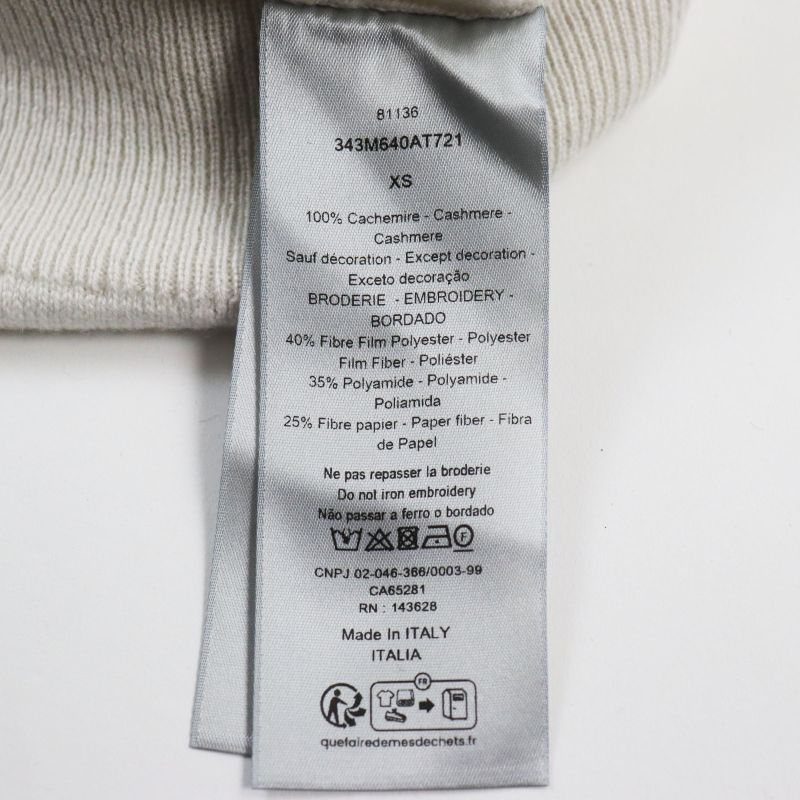 81136
343M640AT721
XS
100% Cachemire - Cashmere -
Cashmere
Sauf décoration - Except decoration -
Exceto decoração
BRODERIE - EMBROIDERY -
BORDADO
40% Fibre Film Polyester - Polyester
Film Fiber - Poliéster
35% Polyamide - Polyamide -
Poliamida
25% Fibre papier - Paper fiber - Fibra
de Papel
Ne pas repasser la broderie
Do not iron embroidery
Não passar a ferro o bordado
F
CNPJ 02-046-366/0003-99
CA65281
RN : 143628
Made In ITALY
ITALIA
FR
quefairedemesdechets.fr